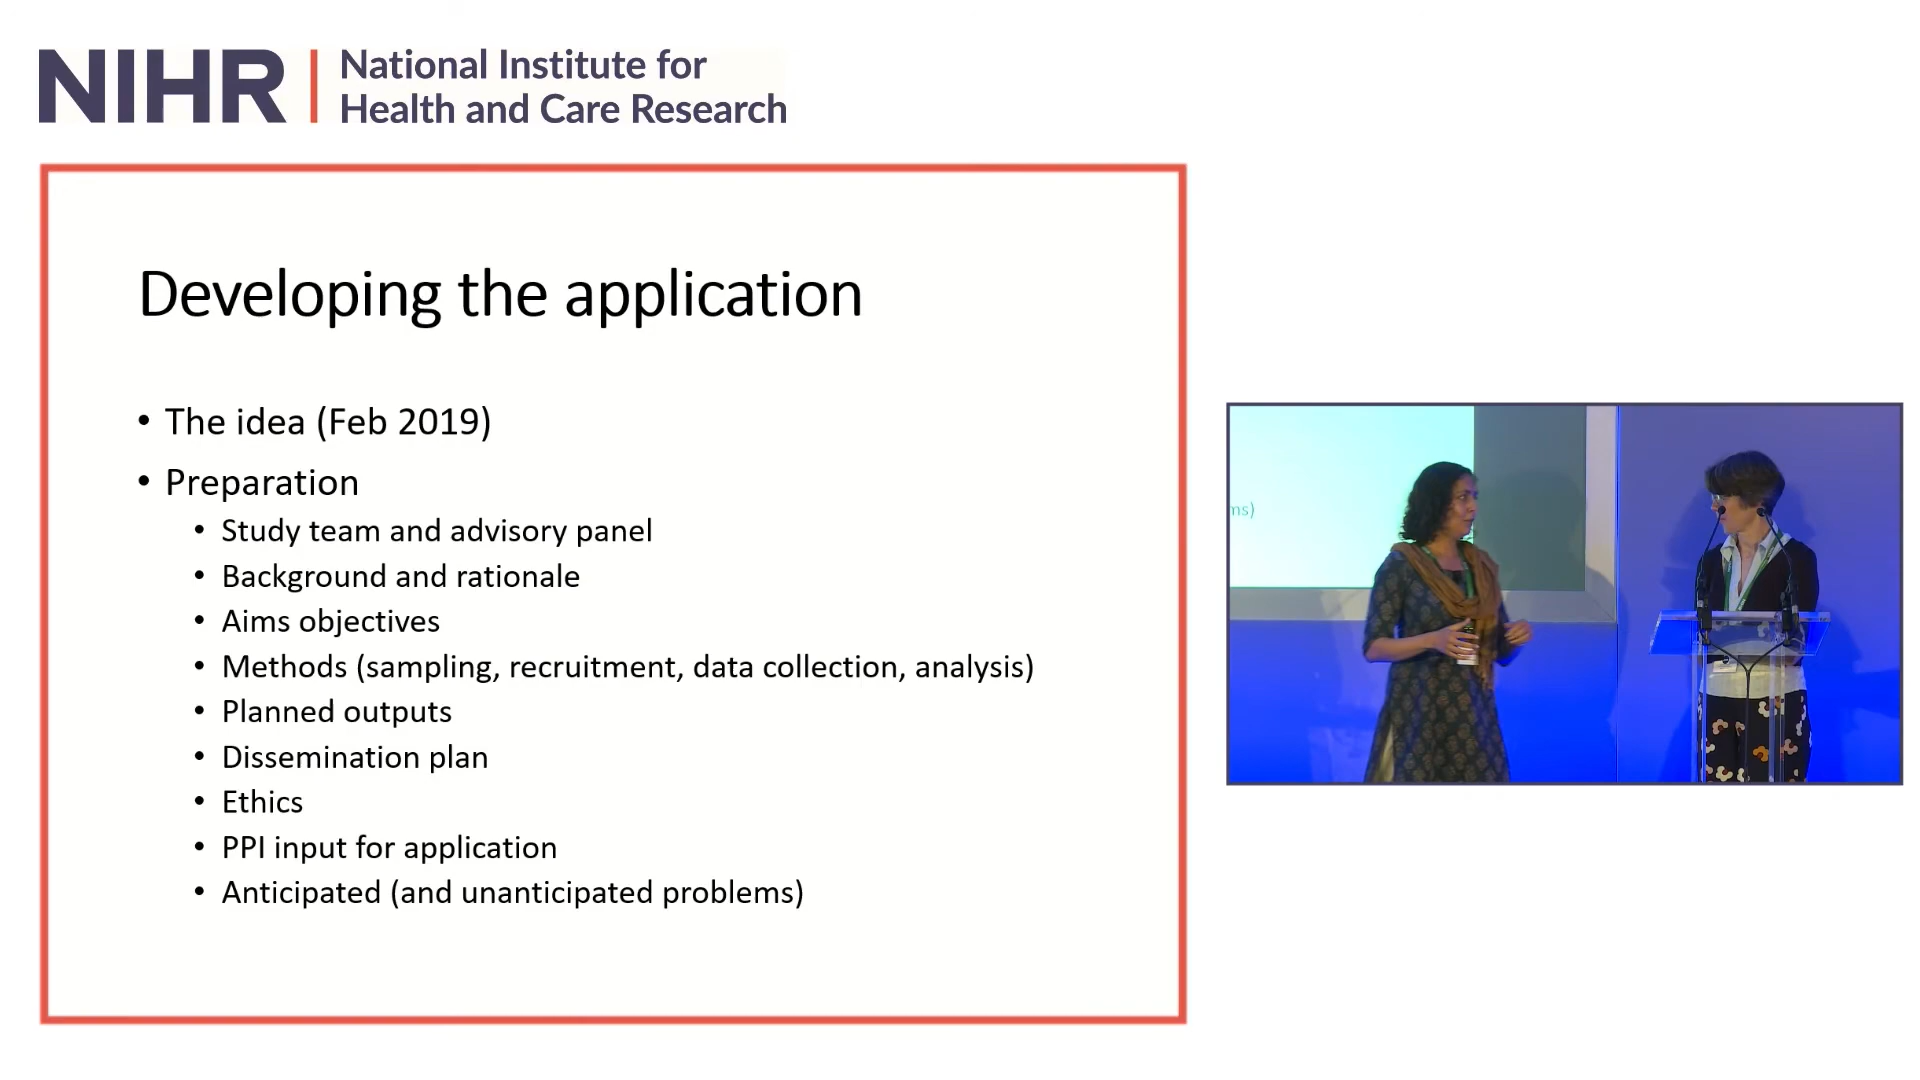 NIHR
National Institute for
Health and Care Research
Developing the application
• The idea (Feb 2019)
• Preparation
• Study team and advisory panel
• Background and rationale
• Aims objectives
• Methods (sampling, recruitment, data collection, analysis)
• Planned outputs
• Dissemination plan
• Ethics
• PPI input for application
• Anticipated (and unanticipated problems)
ms)